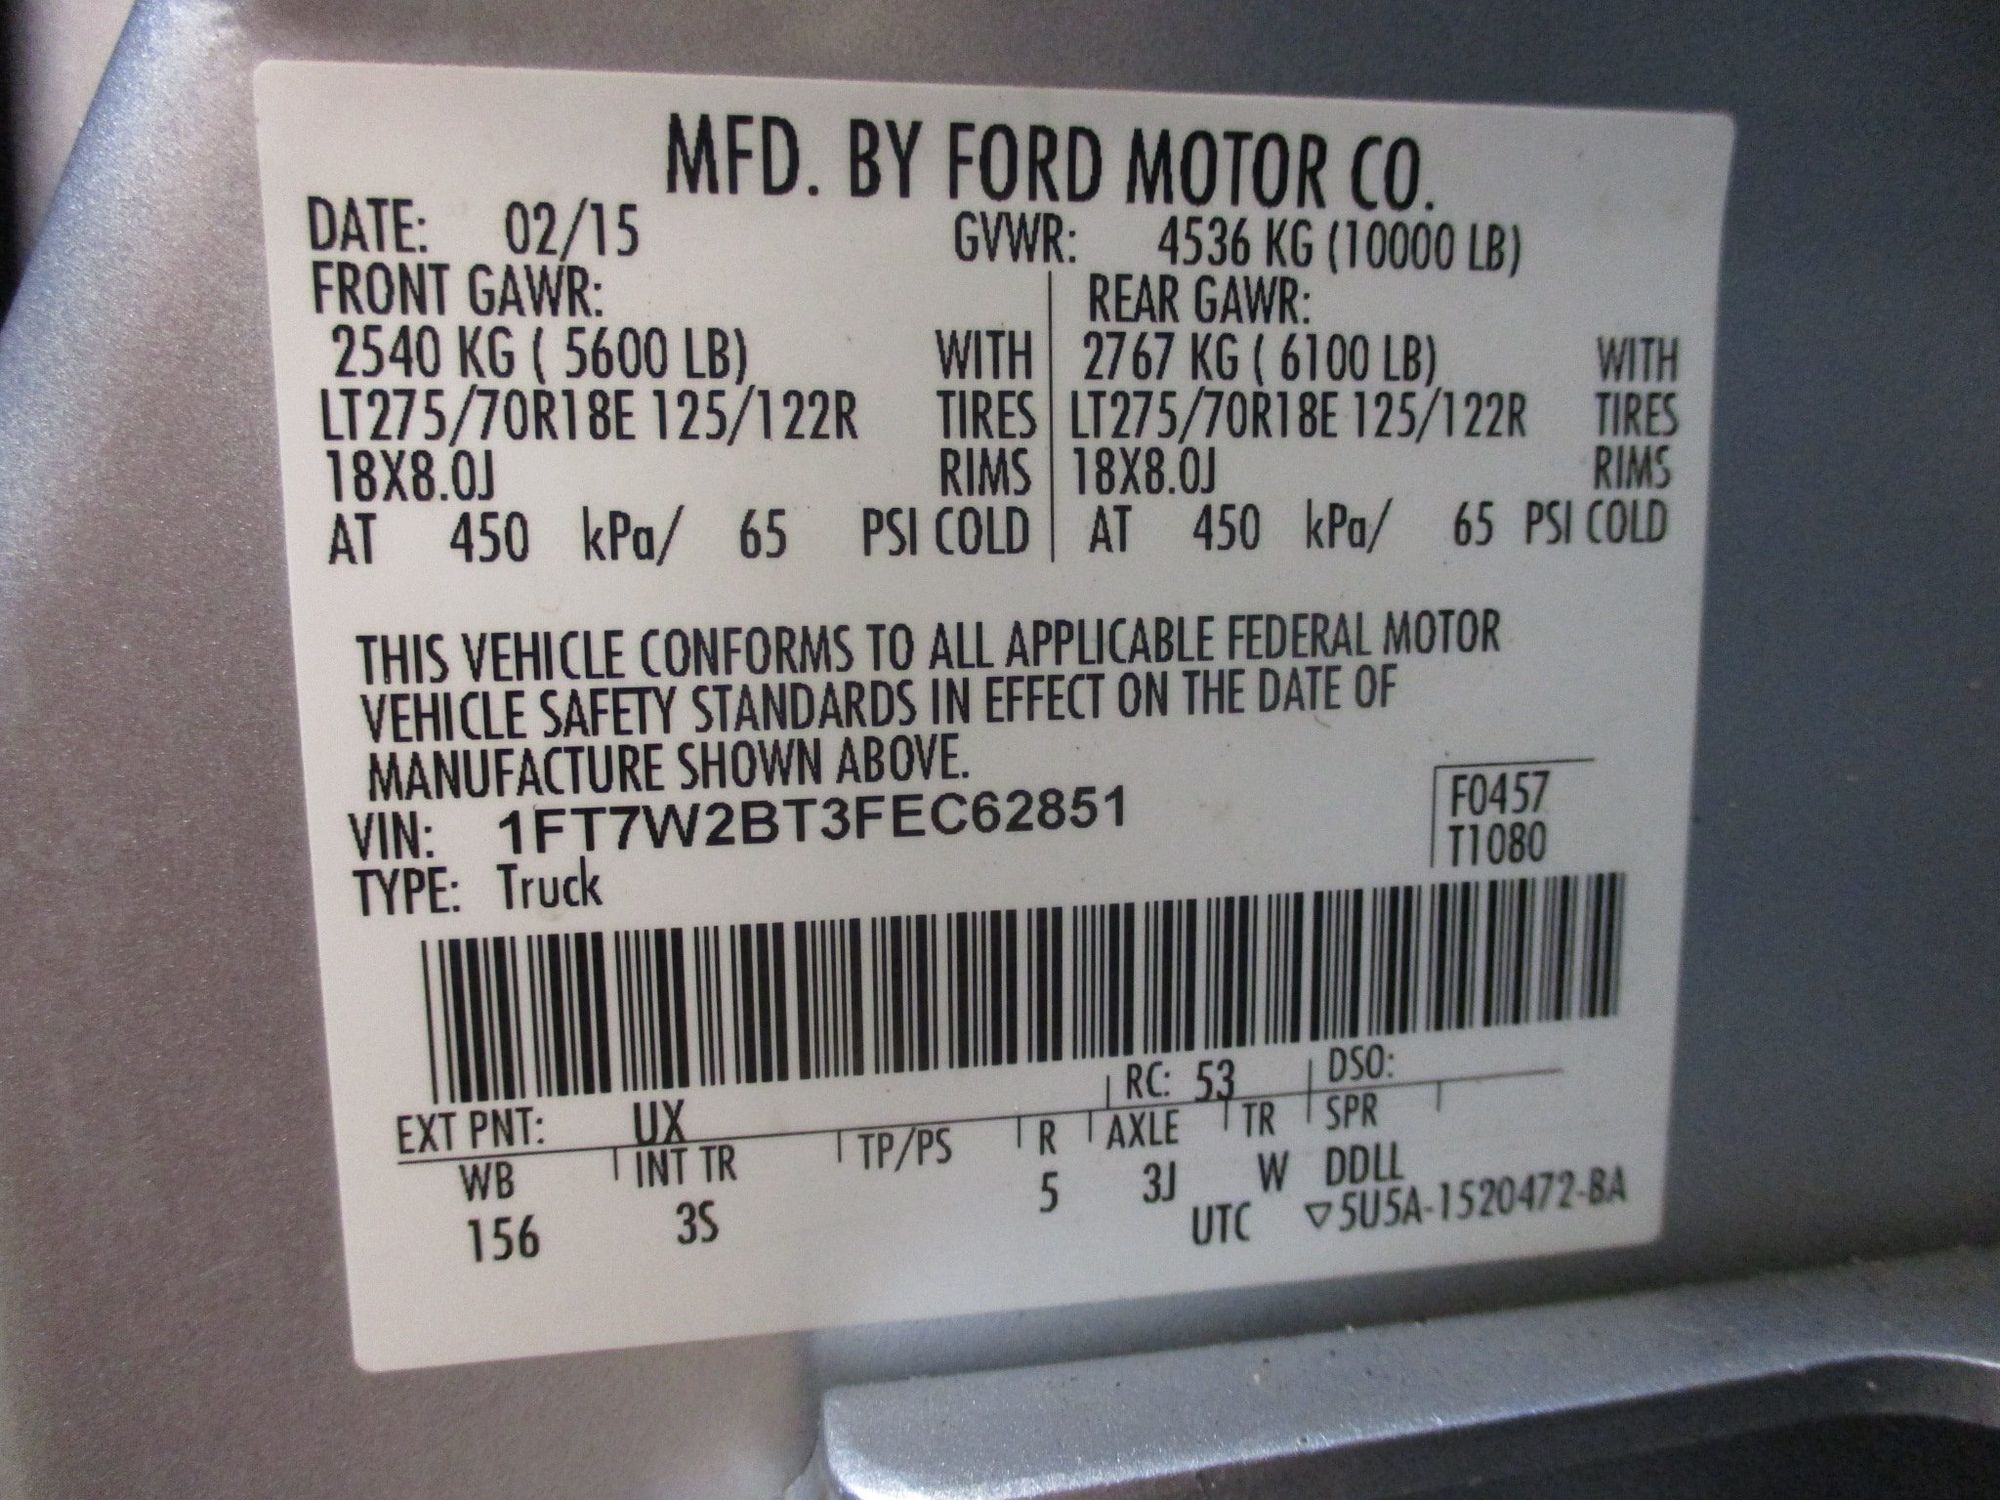 MFD. BY FORD MOTOR CO.
DATE: 02/15 GVWR: 4536 KG (10000 LB)
FRONT GAWR: REAR GAWR:
2540 KG ( 5600 LB) WITH 2767 KG ( 6100 LB) WITH
LT275/70R18E 125/122R TIRES LT275/70R18E 125/122R TIRES
18X8.0J RIMS 18X8.0J RIMS
AT 450 kPa/ 65 PSI COLD AT 450 kPa/ 65 PSI COLD
THIS VEHICLE CONFORMS TO ALL APPLICABLE FEDERAL MOTOR
VEHICLE SAFETY STANDARDS IN EFFECT ON THE DATE OF
MANUFACTURE SHOWN ABOVE.
VIN: 1FT7W2BT3FEC62851
F0457
T1080
TYPE: Truck
EXT PNT: UX RC: 53 DSO:
WB INT TR TP/PS R AXLE TR SPR
156 3S 5 3J W DDLL
UTC ▽5U5A-1520472-BA